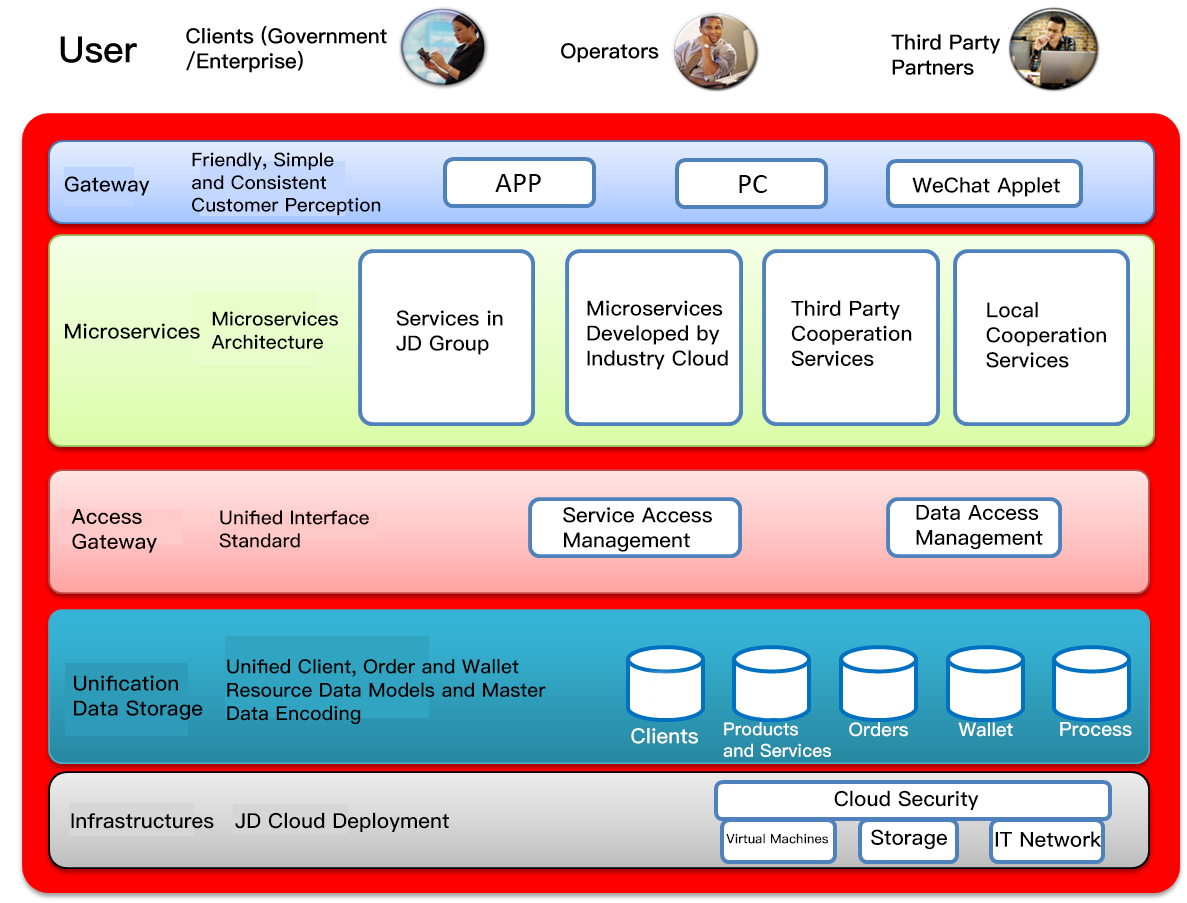 User
Clients (Government
/Enterprise)
Operators
Third Party
Partners
Gateway
Friendly, Simple
and Consistent
Customer Perception
APP
PC
WeChat Applet
Microservices
Microservices
Architecture
Services in
JD Group
Microservices
Developed by
Industry Cloud
Third Party
Cooperation
Services
Local
Cooperation
Services
Access
Gateway
Unified Interface
Standard
Service Access
Management
Data Access
Management
Unification
Data Storage
Unified Client, Order and Wallet
Resource Data Models and Master
Data Encoding
Clients
Products
and Services
Orders
Wallet
Process
Infrastructures
JD Cloud Deployment
Cloud Security
Virtual Machines
Storage
IT Network